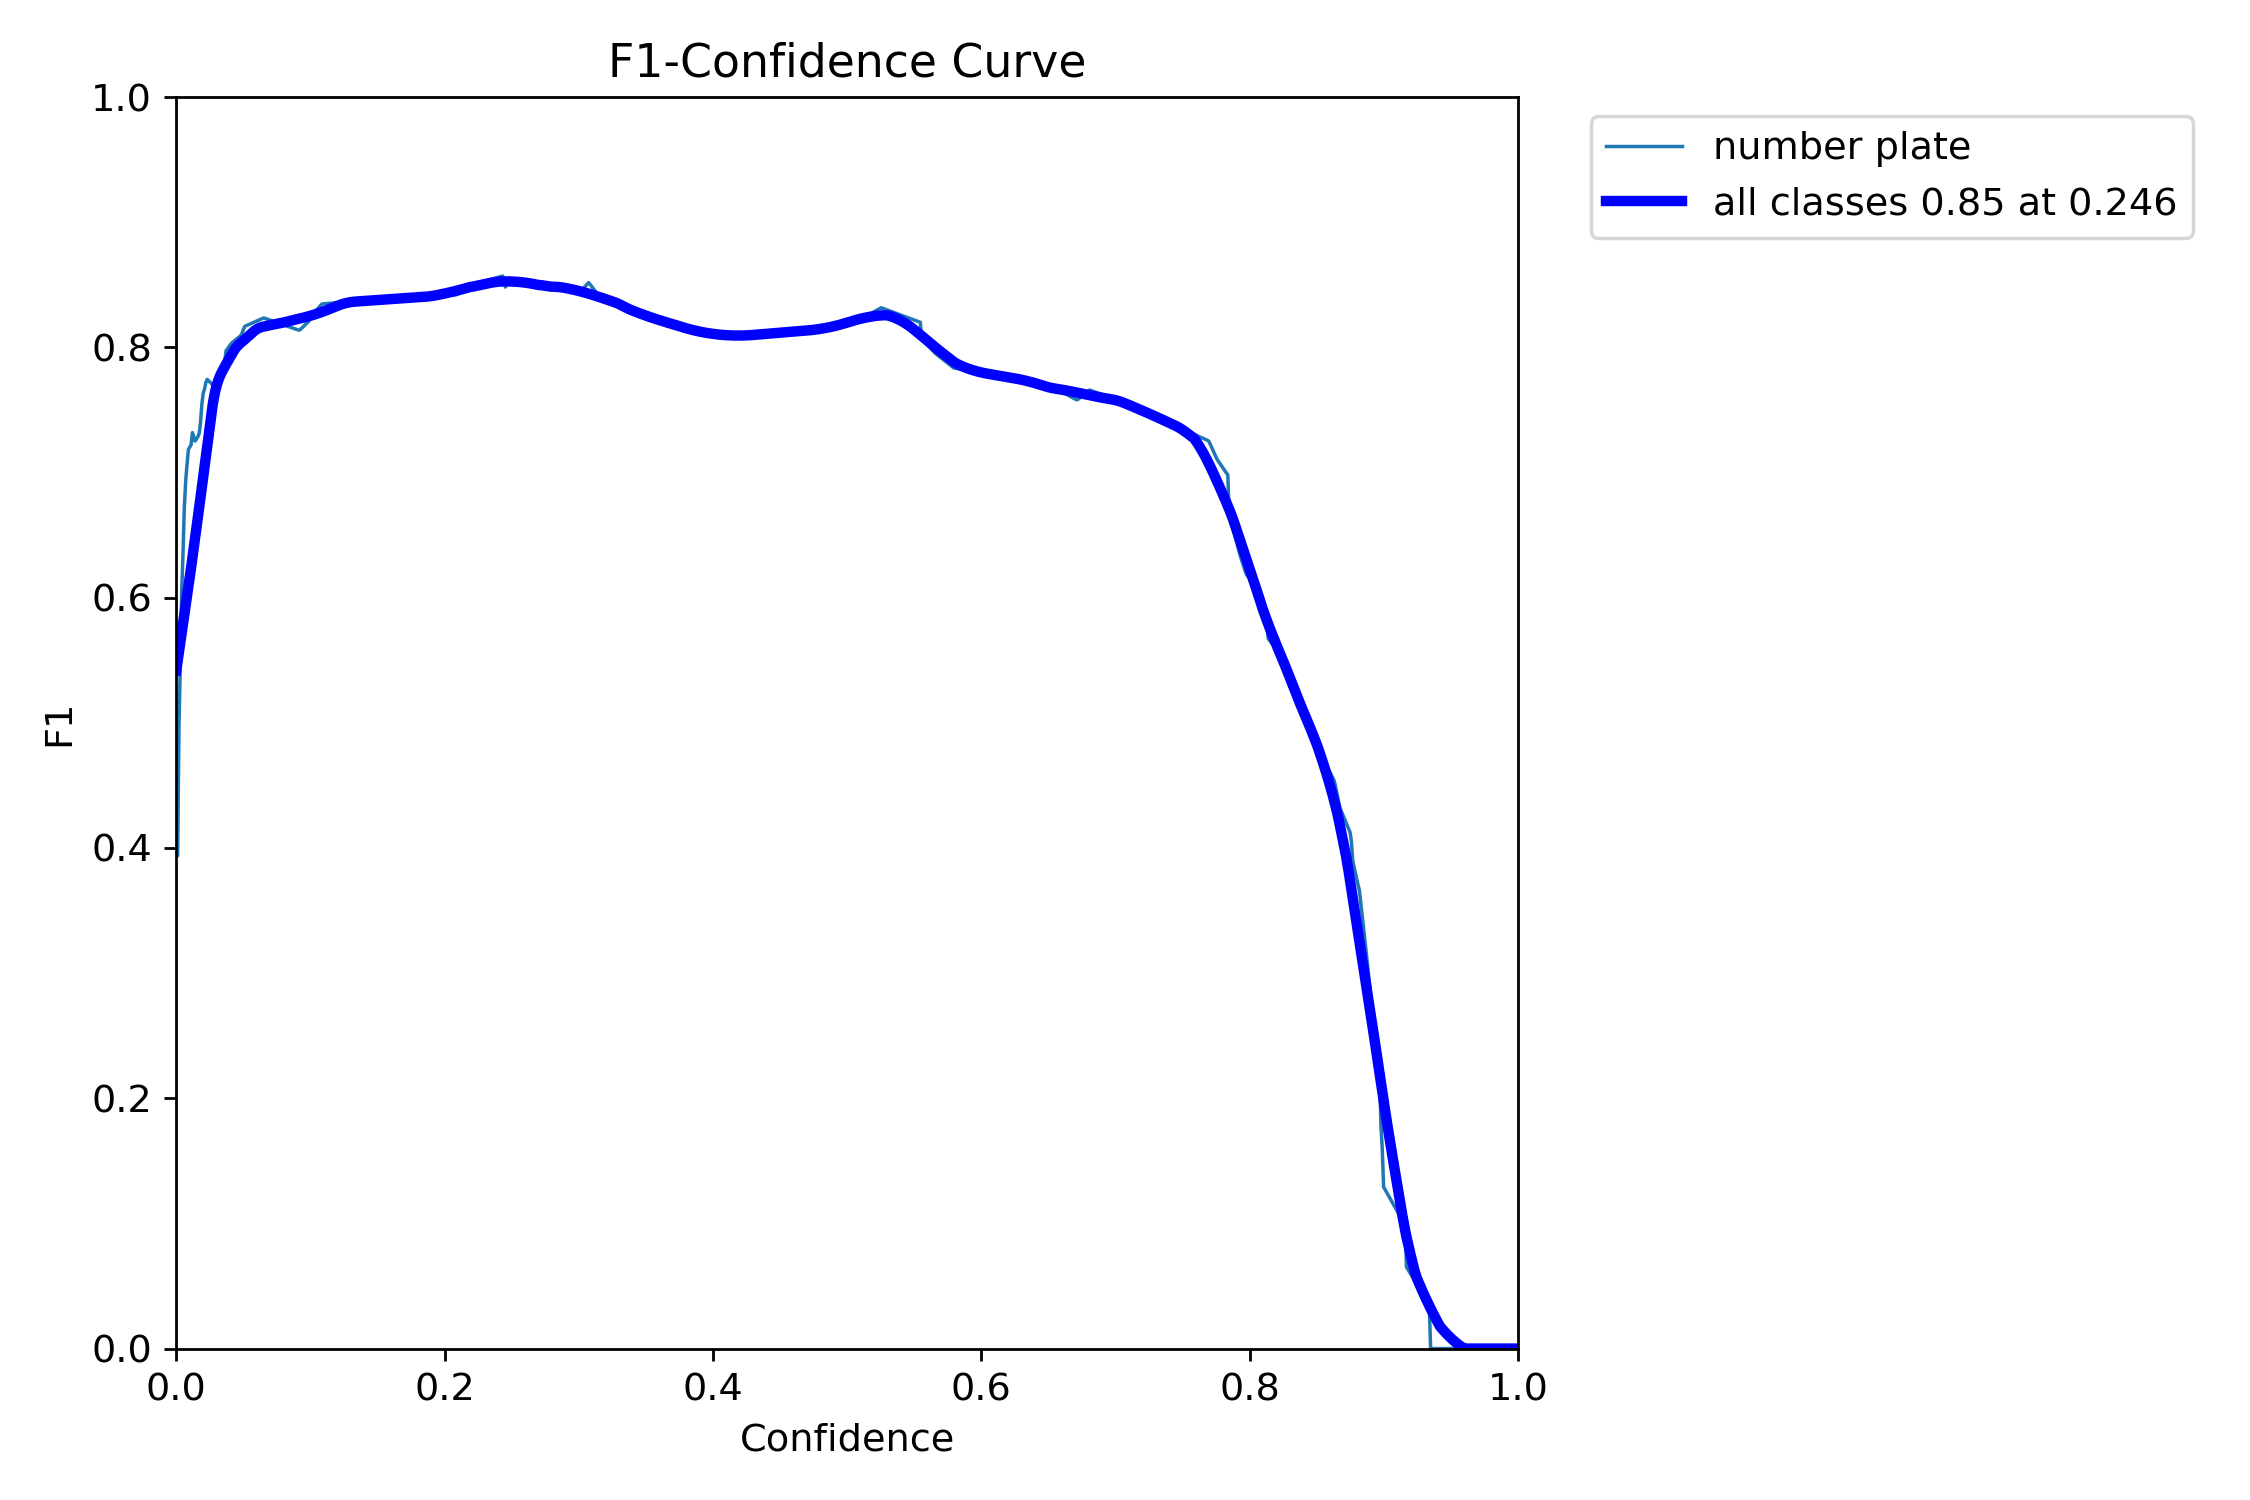 F1-Confidence Curve
1.0
0.8
0.6
0.4
0.2
0.0
F1
0.0 0.2 0.4 0.6 0.8 1.0
Confidence
number plate
all classes 0.85 at 0.246